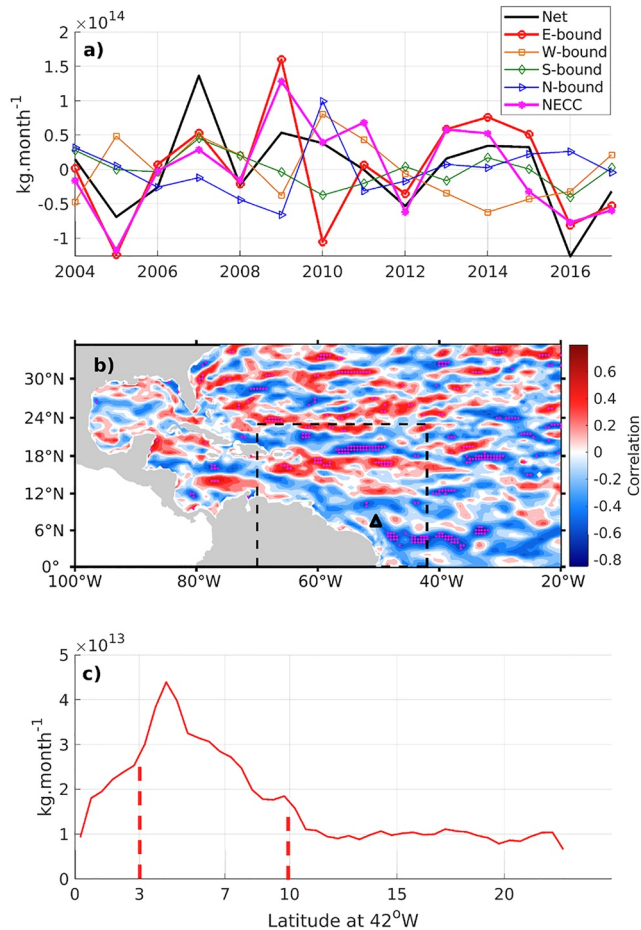 ×10^14
a)
Net
E-bound
W-bound
S-bound
N-bound
NECC
kg.month^-1
2
1.5
1
0.5
0
-0.5
-1
2004 2006 2008 2010 2012 2014 2016
b)
30°N
24°N
18°N
12°N
6°N
0°
100°W 80°W 60°W 40°W 20°W
0.6
0.4
0.2
0
-0.2
-0.4
-0.6
-0.8
Correlation
×10^13
c)
kg.month^-1
5
4
3
2
1
0
0 3 7 10 15 20
Latitude at 42°W